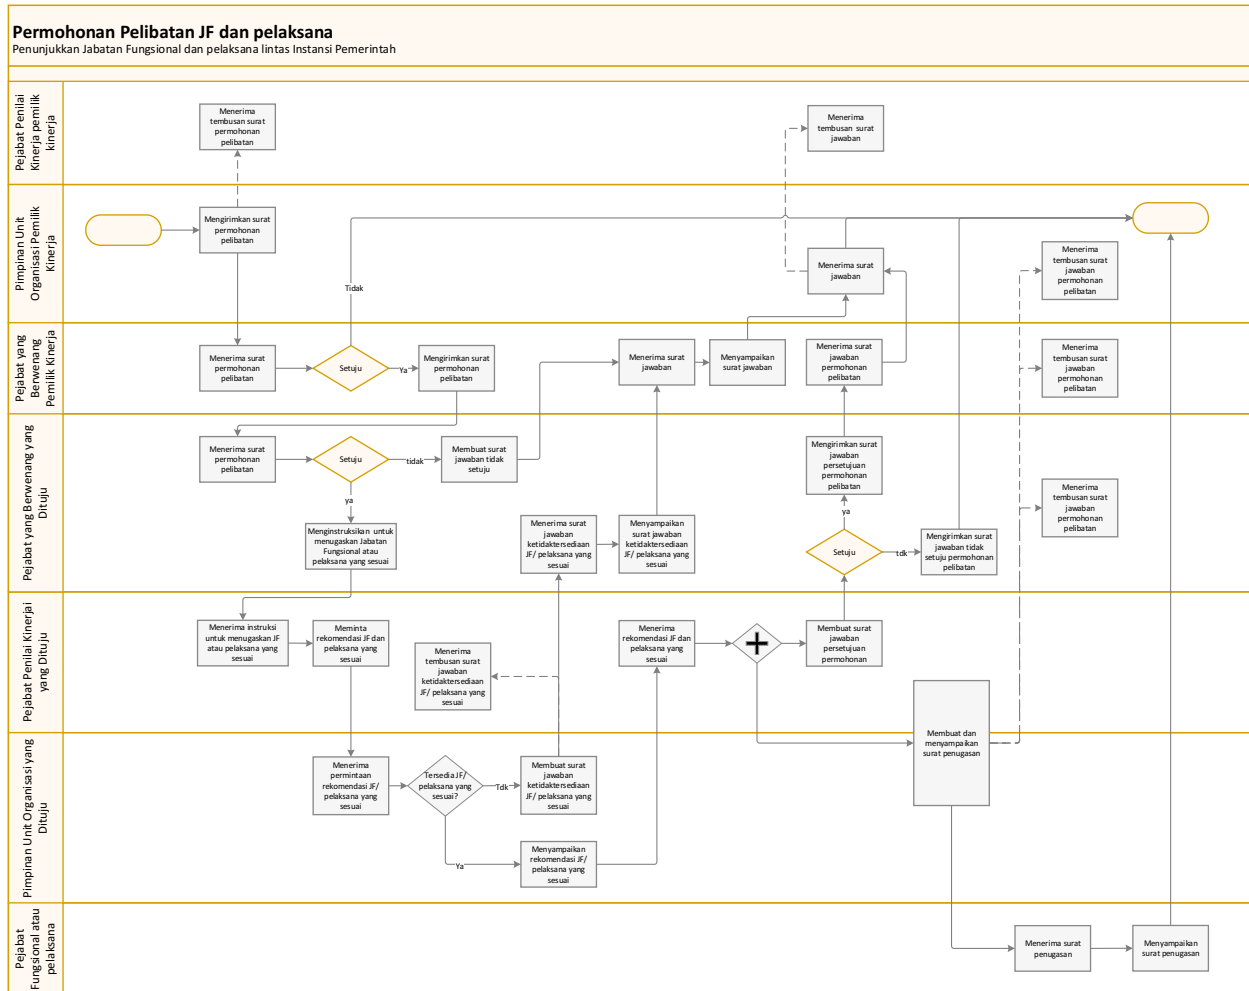 Permohonan Pelibatan JF dan pelaksana
Penunjukkan Jabatan Fungsional dan pelaksana lintas Instansi Pemerintah
Pejabat Penilai
Kinerja pemilik
kinerja
Menerima
tembusan surat
permohonan
pelibatan
Menerima
tembusan surat
jawaban
Pimpinan Unit
Organisasi Pemilik
Kinerja
Mengirimkan surat
permohonan
pelibatan
Tidak
Menerima surat
jawaban
Menerima
tembusan surat
jawaban
permohonan
pelibatan
Pejabat yang
Berwenang
Pemilik Kinerja
Menerima surat
permohonan
pelibatan
Setuju
Ya
Mengirimkan surat
permohonan
pelibatan
Menerima surat
jawaban
Menyampaikan
surat jawaban
Menerima surat
jawaban
permohonan
pelibatan
Menerima
tembusan surat
jawaban
permohonan
pelibatan
Pejabat yang Berwenang yang
Dituju
Menerima surat
permohonan
pelibatan
Setuju
tidak
Membuat surat
jawaban tidak
setuju
ya
Menginstruksikan untuk
menugaskan Jabatan
Fungsional atau
pelaksana yang sesuai
Menerima surat
jawaban
ketidaktersediaan
JF/ pelaksana yang
sesuai
Menyampaikan
surat jawaban
ketidaktersediaan
JF/ pelaksana yang
sesuai
Mengirimkan surat
jawaban
persetujuan
permohonan
pelibatan
ya
Setuju
tdk
Mengirimkan surat
jawaban tidak
setuju permohonan
pelibatan
Menerima
tembusan surat
jawaban
permohonan
pelibatan
Pejabat Penilai Kinerjai
yang Dituju
Menerima instruksi
untuk menugaskan JF
atau pelaksana yang
sesuai
Meminta
rekomendasi JF dan
pelaksana yang
sesuai
Menerima
tembusan surat
jawaban
ketidaktersediaan
JF/ pelaksana yang
sesuai
Menerima
rekomendasi JF dan
pelaksana yang
sesuai
Membuat surat
jawaban
persetujuan
permohonan
Membuat dan
menyampaikan
surat penugasan
Pimpinan Unit Organisasi yang
Dituju
Menerima
permintaan
rekomendasi JF/
pelaksana yang
sesuai
Tersedia JF/
pelaksana yang
sesuai?
Tdk
Membuat surat
jawaban
ketidaktersediaan
JF/ pelaksana yang
sesuai
Ya
Menyampaikan
rekomendasi JF/
pelaksana yang
sesuai
Pejabat
Fungsional atau
pelaksana
Menerima surat
penugasan
Menyampaikan
surat penugasan